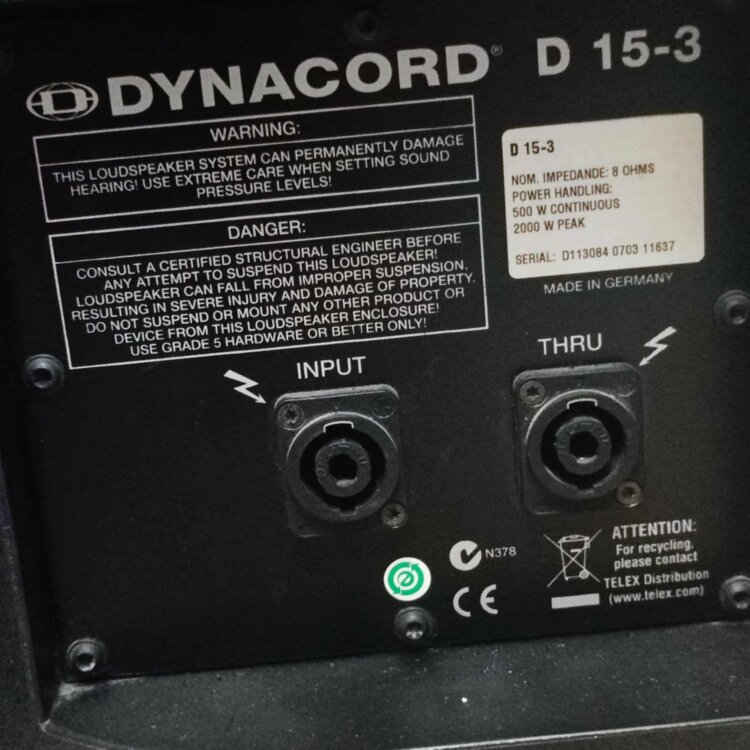 DYNACORD® D 15-3
WARNING:
THIS LOUDSPEAKER SYSTEM CAN PERMANENTLY DAMAGE
HEARING! USE EXTREME CARE WHEN SETTING SOUND
PRESSURE LEVELS!
DANGER:
CONSULT A CERTIFIED STRUCTURAL ENGINEER BEFORE
ANY ATTEMPT TO SUSPEND THIS LOUDSPEAKER!
LOUDSPEAKER CAN FALL FROM IMPROPER SUSPENSION,
RESULTING IN SEVERE INJURY AND DAMAGE OF PROPERTY.
DO NOT SUSPEND OR MOUNT ANY OTHER PRODUCT OR
DEVICE FROM THIS LOUDSPEAKER ENCLOSURE!
USE GRADE 5 HARDWARE OR BETTER ONLY!
D 15-3
NOM. IMPEDANDE: 8 OHMS
POWER HANDLING:
500 W CONTINUOUS
2000 W PEAK
SERIAL: D113084 0703 11637
MADE IN GERMANY
INPUT
THRU
N378
CE
ATTENTION:
For recycling,
please contact
TELEX Distribution
(www.telex.com)